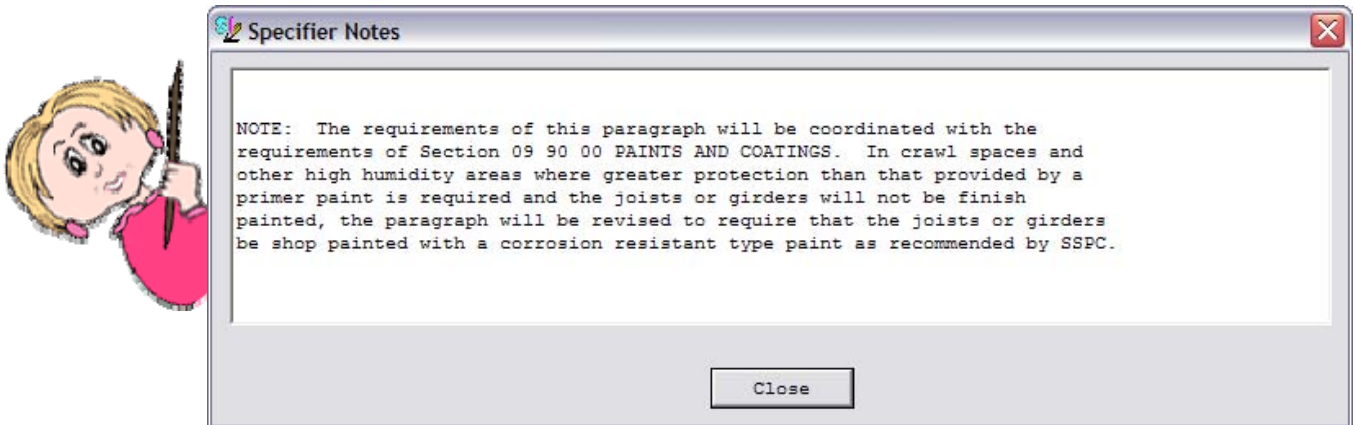 Specifier Notes
NOTE:  The requirements of this paragraph will be coordinated with the
requirements of Section 09 90 00 PAINTS AND COATINGS.  In crawl spaces and
other high humidity areas where greater protection than that provided by a
primer paint is required and the joists or girders will not be finish
painted, the paragraph will be revised to require that the joists or girders
be shop painted with a corrosion resistant type paint as recommended by SSPC.
Close